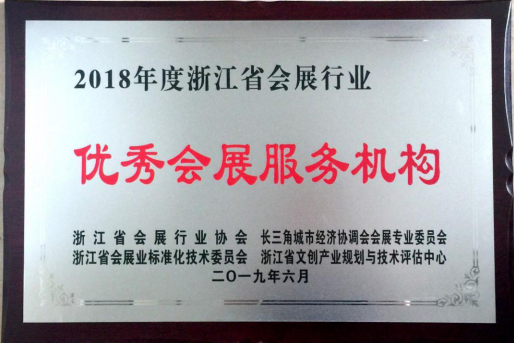 2018年度浙江省会展行业
优秀会展服务机构
浙江省会展行业协会 长三角城市经济协调会会展专业委员会
浙江省会展业标准化技术委员会 浙江省文创产业规划与技术评估中心
二〇一九年六月